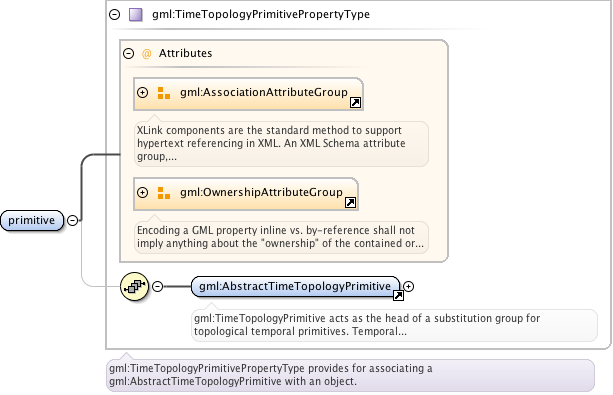 gml:TimeTopologyPrimitivePropertyType
@ Attributes
gml:AssociationAttributeGroup
XLink components are the standard method to support
hypertext referencing in XML. An XML Schema attribute
group,...
gml:OwnershipAttributeGroup
Encoding a GML property inline vs. by-reference shall not
imply anything about the "ownership" of the contained or...
primitive
gml:AbstractTimeTopologyPrimitive
gml:TimeTopologyPrimitive acts as the head of a substitution group for
topological temporal primitives. Temporal...
gml:TimeTopologyPrimitivePropertyType provides for associating a
gml:AbstractTimeTopologyPrimitive with an object.